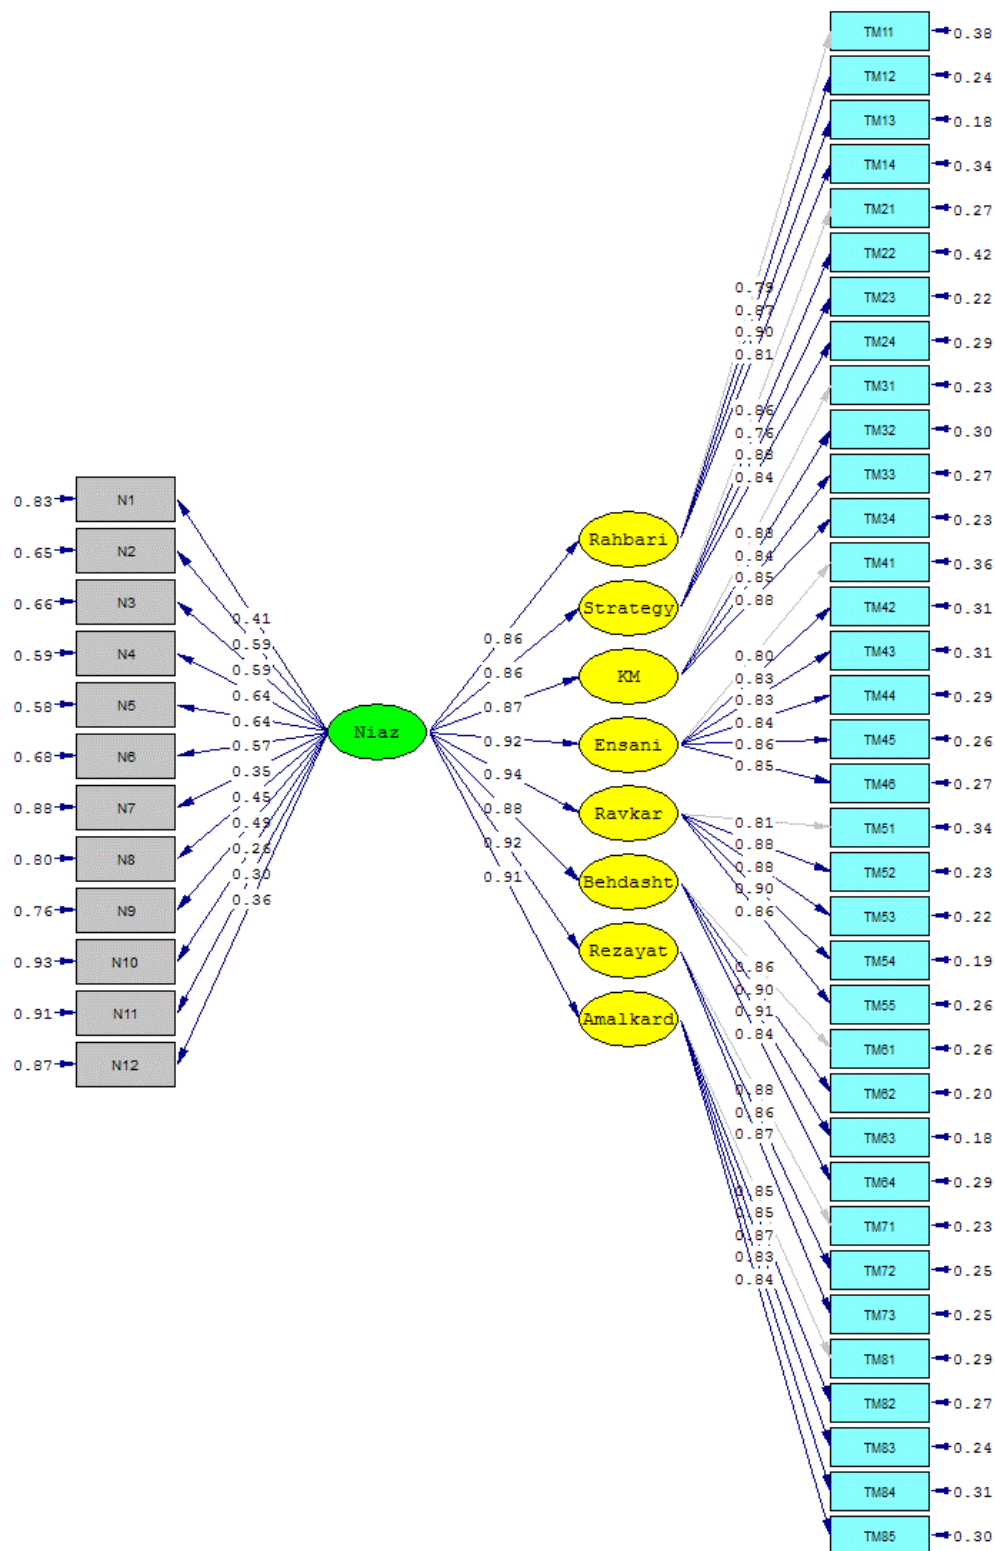 TM11 0.38
TM12 0.24
TM13 0.18
TM14 0.34
TM21 0.27
TM22 0.42
TM23 0.22
TM24 0.29
TM31 0.23
TM32 0.30
TM33 0.27
TM34 0.23
TM41 0.36
TM42 0.31
TM43 0.31
TM44 0.29
TM45 0.26
TM46 0.27
TM51 0.34
TM52 0.23
TM53 0.22
TM54 0.19
TM55 0.26
TM61 0.26
TM62 0.20
TM63 0.18
TM64 0.29
TM71 0.23
TM72 0.25
TM73 0.25
TM81 0.29
TM82 0.27
TM83 0.24
TM84 0.31
TM85 0.30
0.79
0.87
0.90
0.81
0.86
0.76
0.88
0.84
0.88
0.84
0.85
0.88
0.80
0.83
0.83
0.84
0.86
0.85
0.81
0.88
0.88
0.90
0.86
0.86
0.90
0.91
0.84
0.88
0.86
0.87
0.85
0.85
0.87
0.83
0.84
Rahbari
Strategy
KM
Ensani
Ravkar
Behdasht
Rezayat
Amalkard
0.86
0.86
0.87
0.92
0.94
0.88
0.92
0.91
Niaz
0.41
0.59
0.59
0.64
0.64
0.57
0.35
0.45
0.49
0.26
0.30
0.36
0.83 N1
0.65 N2
0.66 N3
0.59 N4
0.58 N5
0.68 N6
0.88 N7
0.80 N8
0.76 N9
0.93 N10
0.91 N11
0.87 N12